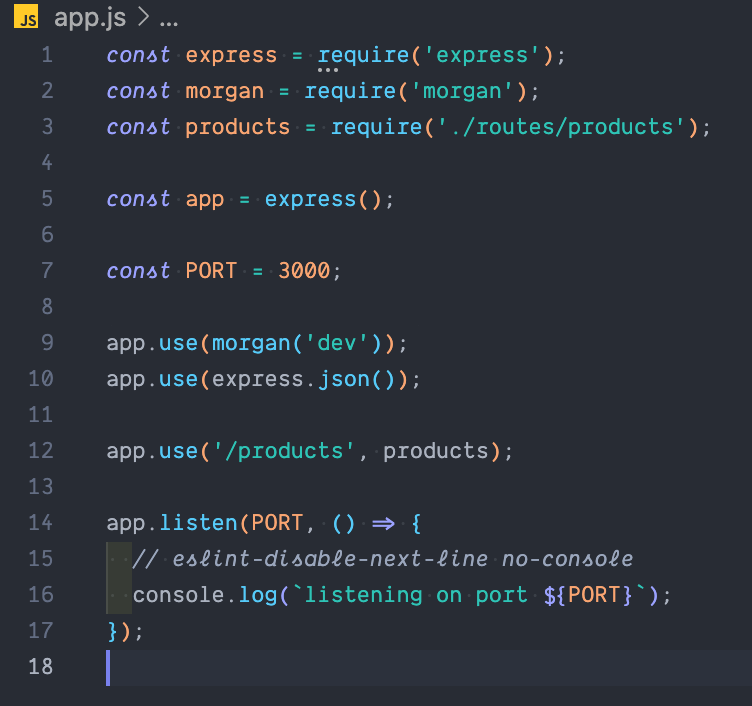 JS app.js > ...
1 const express = require('express');
2 const morgan = require('morgan');
3 const products = require('./routes/products');
4
5 const app = express();
6
7 const PORT = 3000;
8
9 app.use(morgan('dev'));
10 app.use(express.json());
11
12 app.use('/products', products);
13
14 app.listen(PORT, () => {
15   // eslint-disable-next-line no-console
16   console.log(`listening on port ${PORT}`);
17 });
18